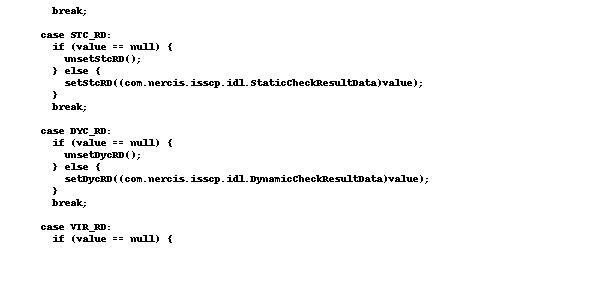 break;
case STC_RD:
if (value == null) {
unsetStcRD();
} else {
setStcRD((com.nercis.isscp.idl.StaticCheckResultData)value);
}
break;
case DYC_RD:
if (value == null) {
unsetDycRD();
} else {
setDycRD((com.nercis.isscp.idl.DynamicCheckResultData)value);
}
break;
case VIR_RD:
if (value == null) {